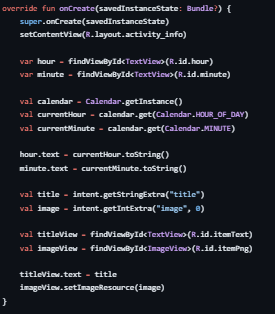 override fun onCreate(savedInstanceState: Bundle?) {
super.onCreate(savedInstanceState)
setContentView(R.layout.activity_info)
var hour = findViewById<TextView>(R.id.hour)
var minute = findViewById<TextView>(R.id.minute)
val calendar = Calendar.getInstance()
val currentHour = calendar.get(Calendar.HOUR_OF_DAY)
val currentMinute = calendar.get(Calendar.MINUTE)
hour.text = currentHour.toString()
minute.text = currentMinute.toString()
val title = intent.getStringExtra("title")
val image = intent.getIntExtra("image", 0)
val titleView = findViewById<TextView>(R.id.itemText)
val imageView = findViewById<ImageView>(R.id.itemPng)
titleView.text = title
imageView.setImageResource(image)
}